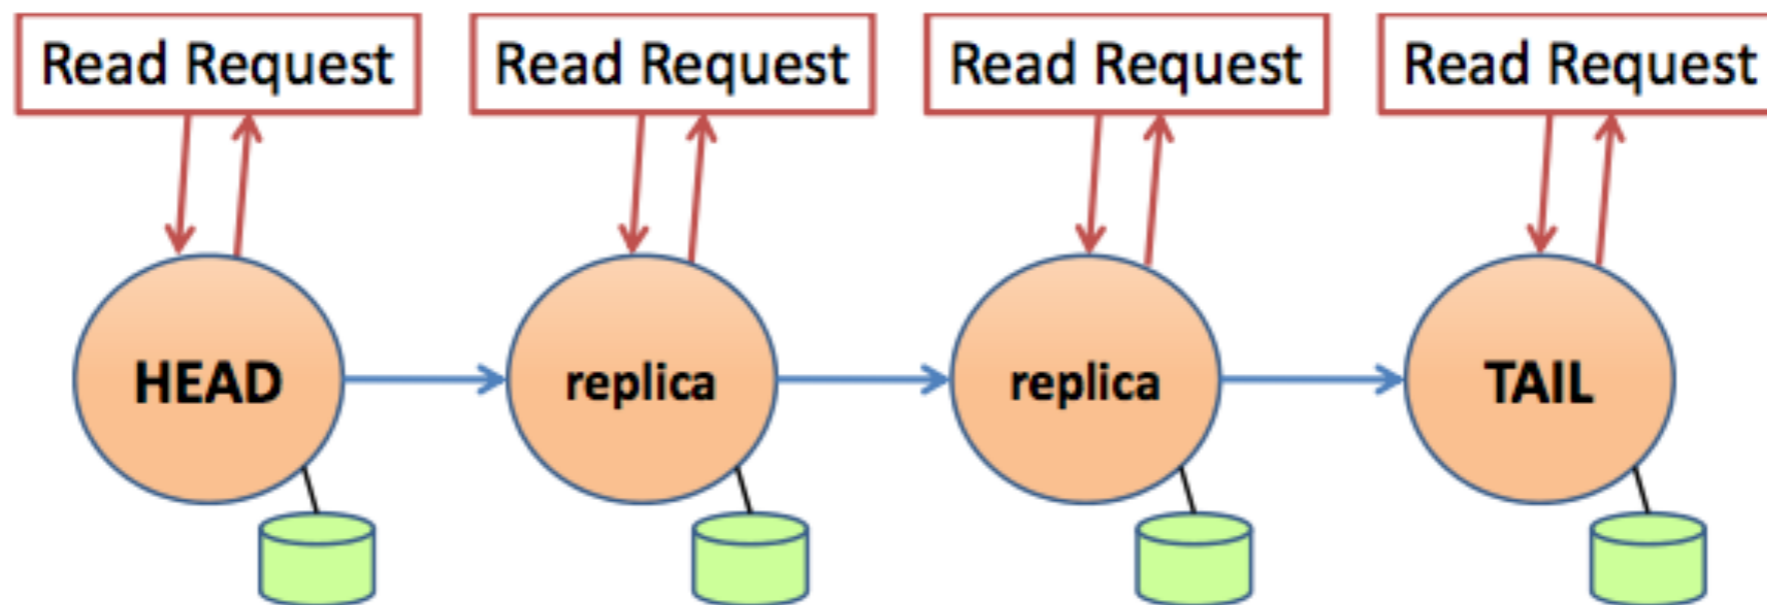 Read Request
Read Request
Read Request
Read Request
HEAD
replica
replica
TAIL